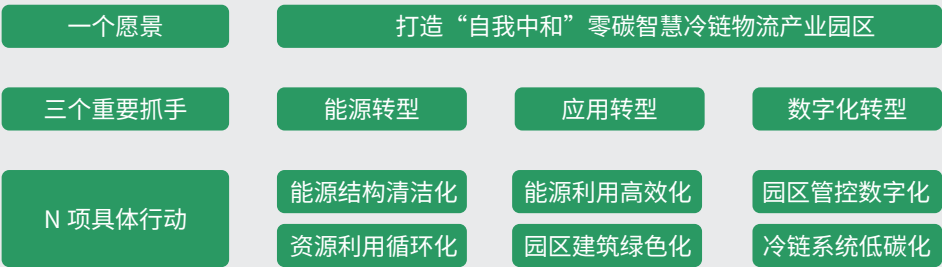 一个愿景
打造“自我中和”零碳智慧冷链物流产业园区
三个重要抓手
能源转型
应用转型
数字化转型
N 项具体行动
能源结构清洁化
能源利用高效化
园区管控数字化
资源利用循环化
园区建筑绿色化
冷链系统低碳化